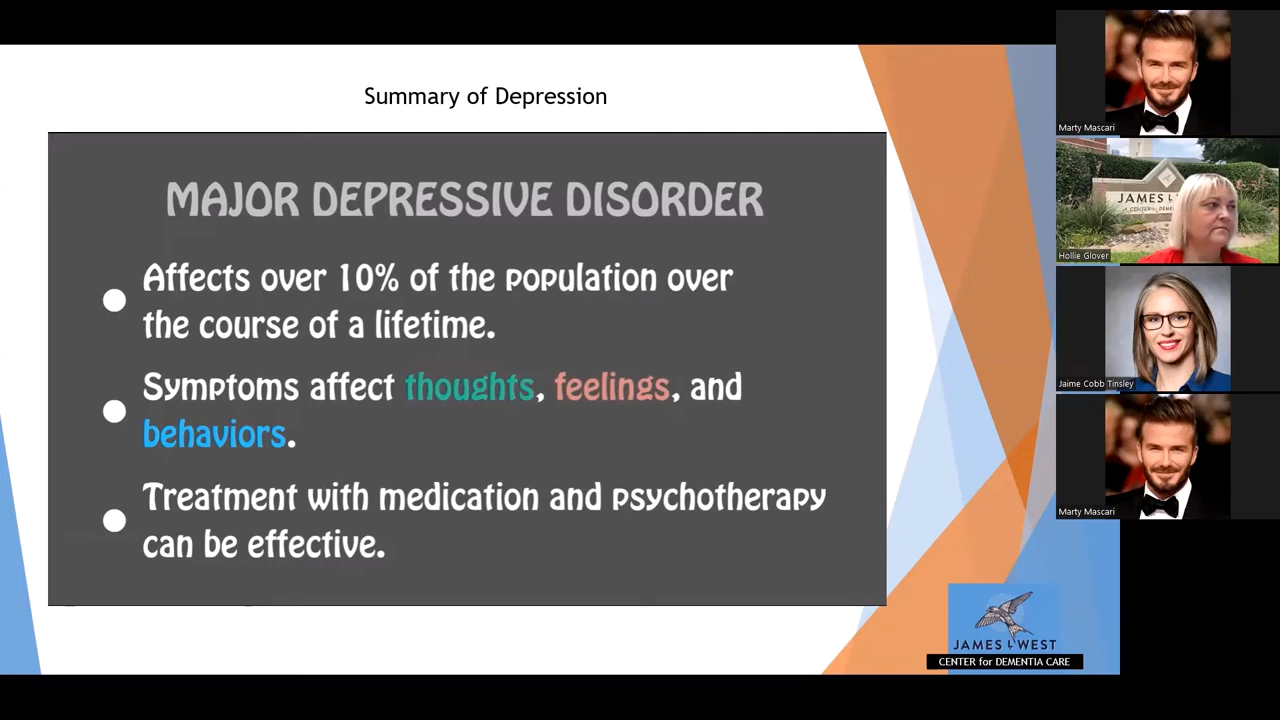 Summary of Depression
MAJOR DEPRESSIVE DISORDER
Affects over 10% of the population over
the course of a lifetime.
Symptoms affect thoughts, feelings, and
behaviors.
Treatment with medication and psychotherapy
can be effective.
JAMES L WEST
CENTER for DEMENTIA CARE
Marty Mascari
JAMES L
Hollie Glover
Jaime Cobb Tinsley
Marty Mascari